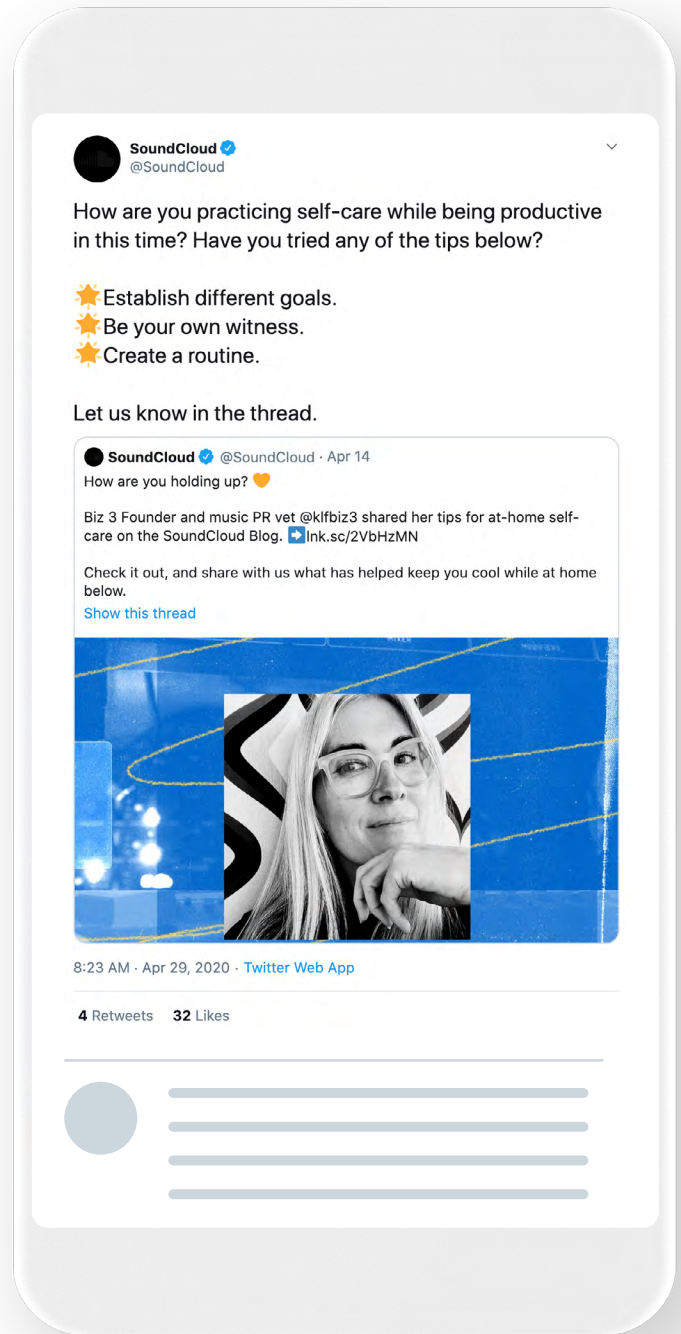 SoundCloud
@SoundCloud
How are you practicing self-care while being productive
in this time? Have you tried any of the tips below?
🌟Establish different goals.
🌟Be your own witness.
🌟Create a routine.
Let us know in the thread.
SoundCloud @SoundCloud · Apr 14
How are you holding up? 🧡
Biz 3 Founder and music PR vet @klfbiz3 shared her tips for at-home self-
care on the SoundCloud Blog. ➡️lnk.sc/2VbHzMN
Check it out, and share with us what has helped keep you cool while at home
below.
Show this thread
8:23 AM · Apr 29, 2020 · Twitter Web App
4 Retweets 32 Likes